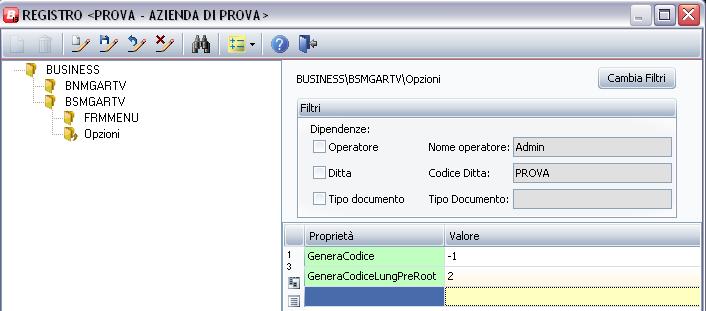 REGISTRO <PROVA - AZIENDA DI PROVA>
BUSINESS
BNMGARTV
BSMGARTV
FRMMENU
Opzioni
BUSINESS\BSMGARTV\Opzioni
Cambia Filtri
Filtri
Dipendenze:
Operatore Nome operatore: Admin
Ditta Codice Ditta: PROVA
Tipo documento Tipo Documento:
Proprietà Valore
1
3
GeneraCodice -1
GeneraCodiceLungPreRoot 2